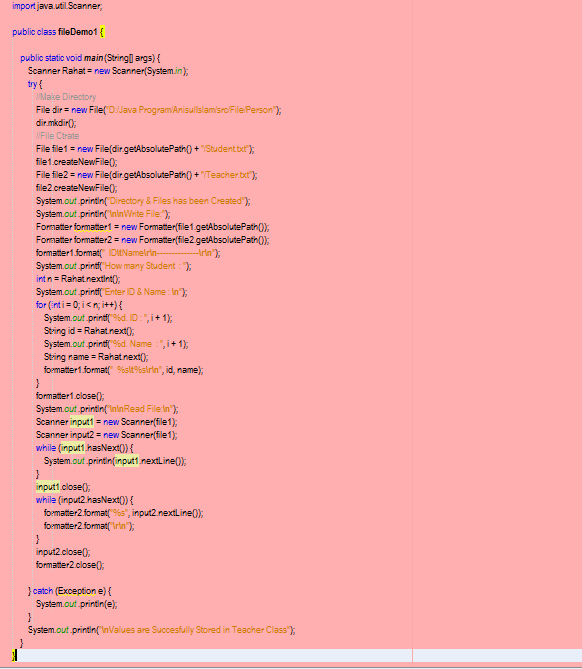 import java.util.Scanner;
public class fileDemo1 {
public static void main(String[] args) {
Scanner Rahat = new Scanner(System.in);
try {
//Make Directory
File dir = new File("D:/Java Program/AnisulIslam/src/File/Person");
dir.mkdir();
//File Ctrate
File file1 = new File(dir.getAbsolutePath() + "/Student.txt");
file1.createNewFile();
File file2 = new File(dir.getAbsolutePath() + "/Teacher.txt");
file2.createNewFile();
System.out.println("Directory & Files has been Created");
System.out.println("\n\nWrite File:");
Formatter formatter1 = new Formatter(file1.getAbsolutePath());
Formatter formatter2 = new Formatter(file2.getAbsolutePath());
formatter1.format(" ID\tName\r\n---------------\r\n");
System.out.printf("How many Student : ");
int n = Rahat.nextInt();
System.out.printf("Enter ID & Name : \n");
for (int i = 0; i < n; i++) {
System.out.printf("%d. ID : ", i + 1);
String id = Rahat.next();
System.out.printf("%d. Name : ", i + 1);
String name = Rahat.next();
formatter1.format(" %s\t%s\r\n", id, name);
}
formatter1.close();
System.out.println("\n\nRead File:\n");
Scanner input1 = new Scanner(file1);
Scanner input2 = new Scanner(file1);
while (input1.hasNext()) {
System.out.println(input1.nextLine());
}
input1.close();
while (input2.hasNext()) {
formatter2.format("%s", input2.nextLine());
formatter2.format("\r\n");
}
input2.close();
formatter2.close();
} catch (Exception e) {
System.out.println(e);
}
System.out.println("\nValues are Succesfully Stored in Teacher Class");
}
}